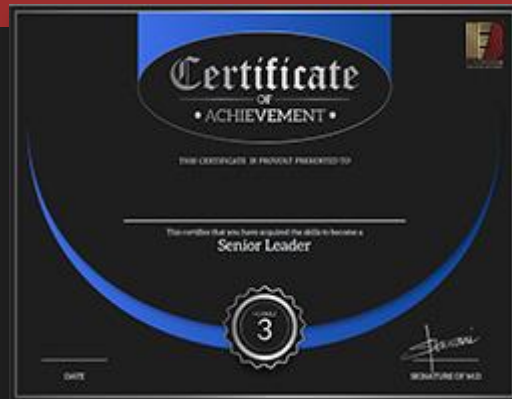 Certificate
OF
• ACHIEVEMENT •
THIS CERTIFICATE IS PROUDLY PRESENTED TO
This certifies that you have acquired the skills to become a
Senior Leader
3
DATE
SIGNATURE OF M.D.